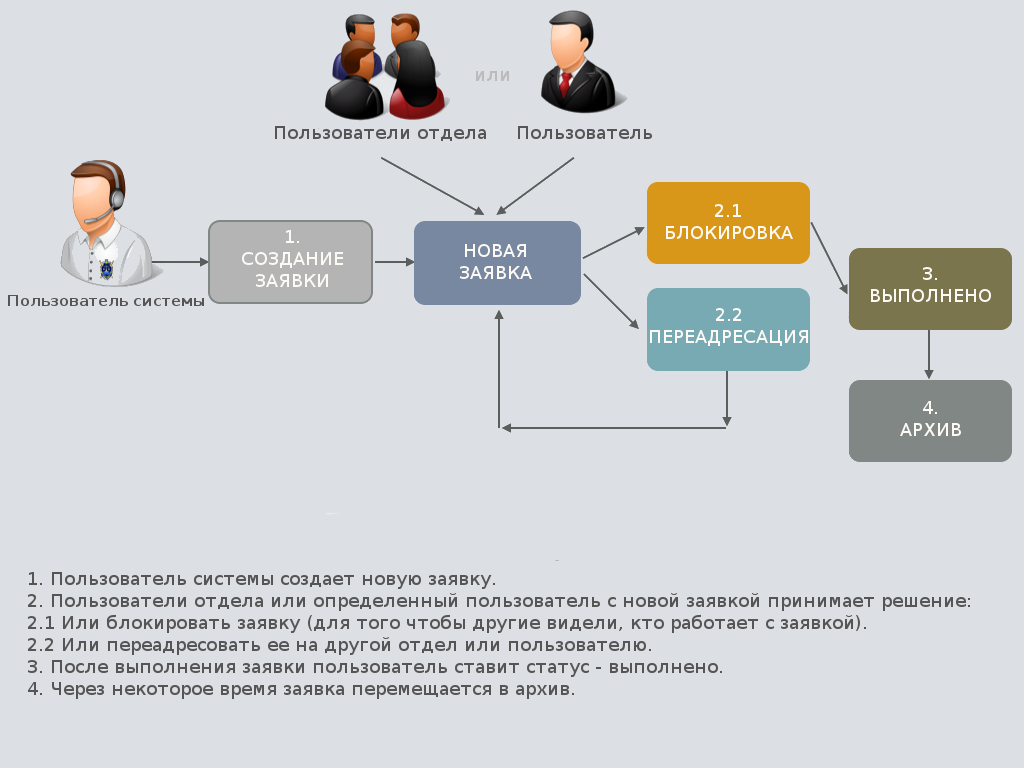 или
Пользователи отдела
Пользователь
Пользователь системы
1.
СОЗДАНИЕ
ЗАЯВКИ
НОВАЯ
ЗАЯВКА
2.1
БЛОКИРОВКА
2.2
ПЕРЕАДРЕСАЦИЯ
3.
ВЫПОЛНЕНО
4.
АРХИВ
1. Пользователь системы создает новую заявку.
2. Пользователи отдела или определенный пользователь с новой заявкой принимает решение:
2.1 Или блокировать заявку (для того чтобы другие видели, кто работает с заявкой).
2.2 Или переадресовать ее на другой отдел или пользователю.
3. После выполнения заявки пользователь ставит статус - выполнено.
4. Через некоторое время заявка перемещается в архив.